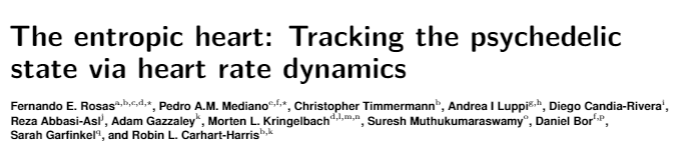 The entropic heart: Tracking the psychedelic
state via heart rate dynamics
Fernando E. Rosas^a,b,c,d,⋆, Pedro A.M. Mediano^e,f,⋆, Christopher Timmermann^b, Andrea I Luppi^g,h, Diego Candia-Rivera^i,
Reza Abbasi-Asl^j, Adam Gazzaley^k, Morten L. Kringelbach^d,l,m,n, Suresh Muthukumaraswamy^o, Daniel Bor^f,p,
Sarah Garfinkel^q, and Robin L. Carhart-Harris^b,k